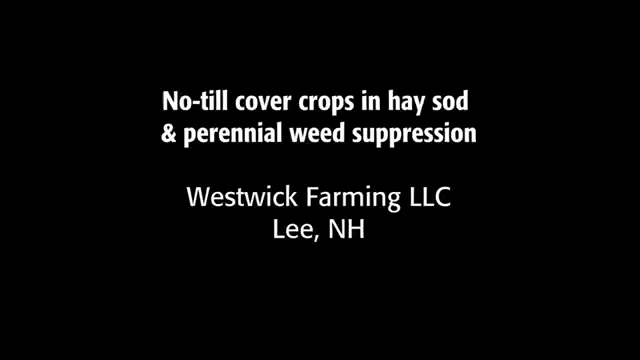 No-till cover crops in hay sod
& perennial weed suppression
Westwick Farming LLC
Lee, NH